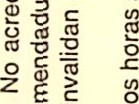 No acred
mendadu
nvalidan
os horas